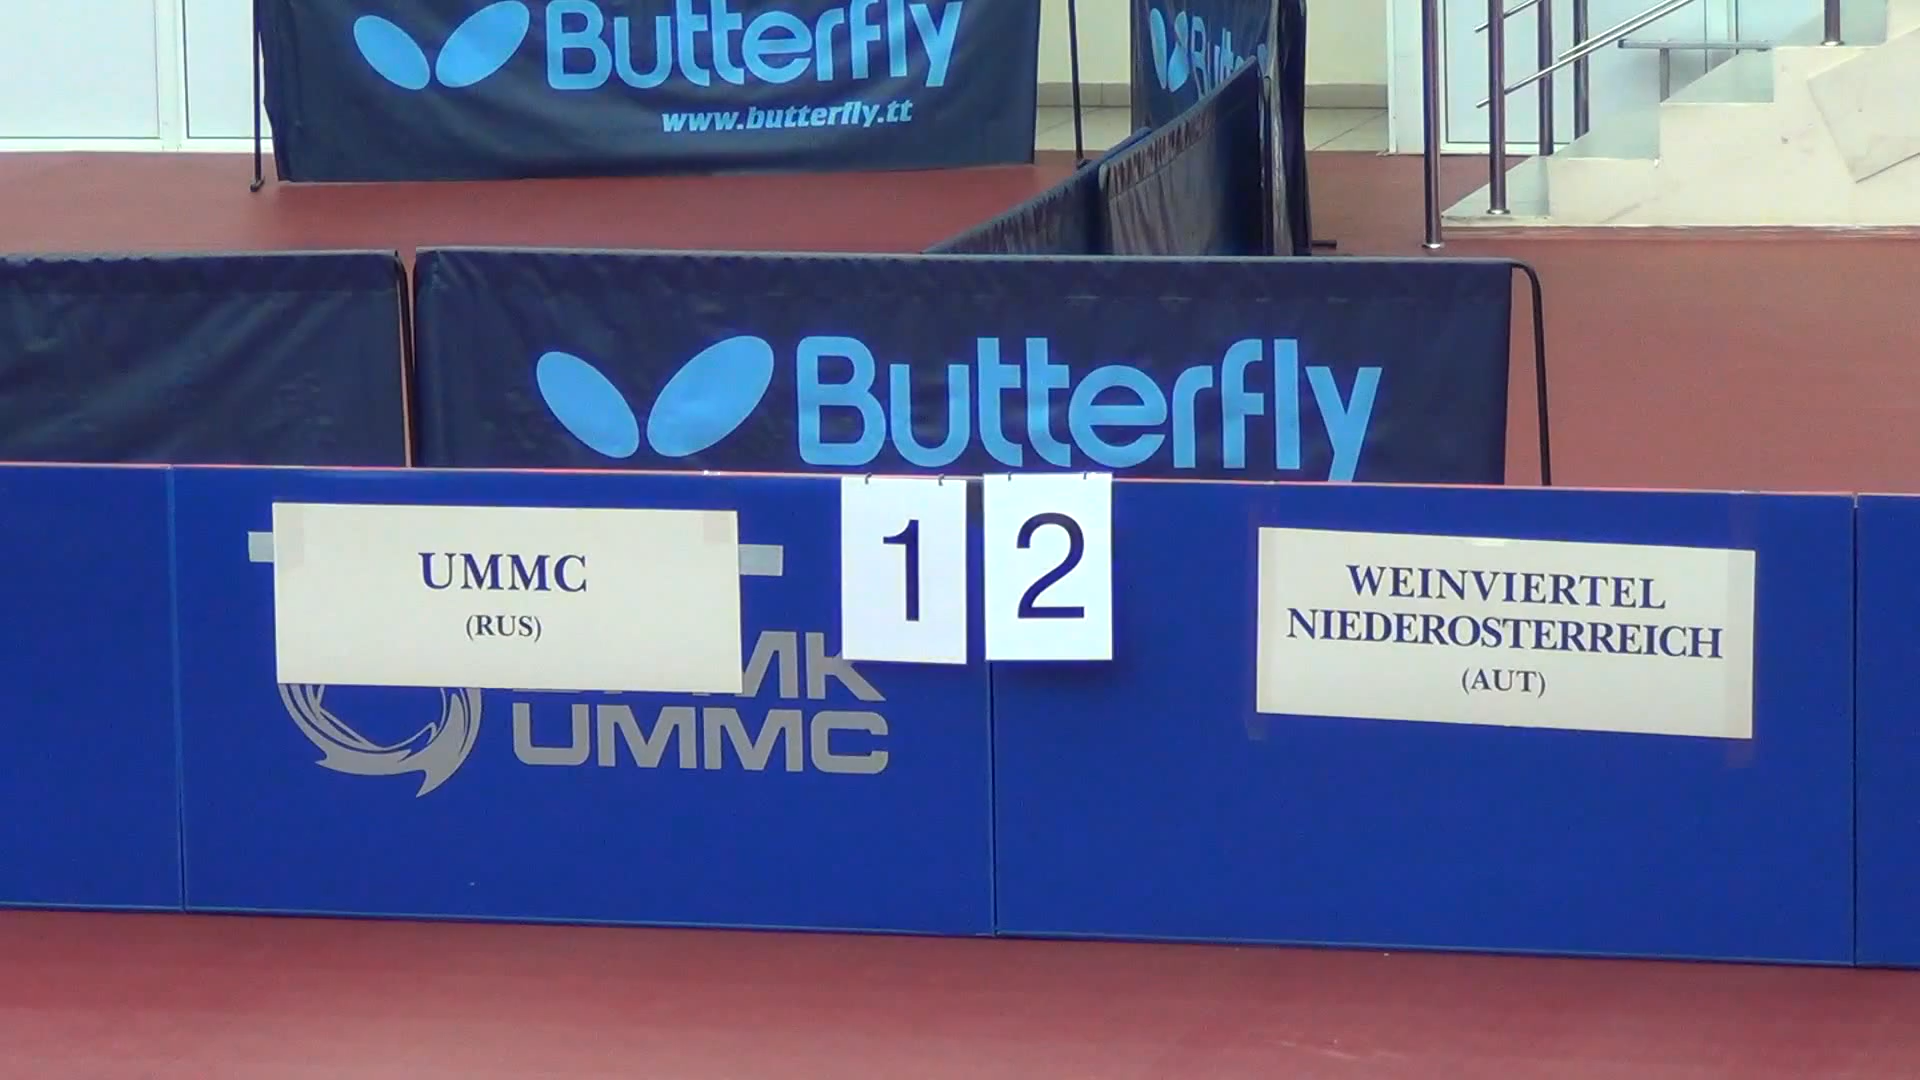 Butterfly
www.butterfly.tt
Butterfly
UMMC
(RUS)
1
2
WEINVIERTEL
NIEDEROSTERREICH
(AUT)
UMMC